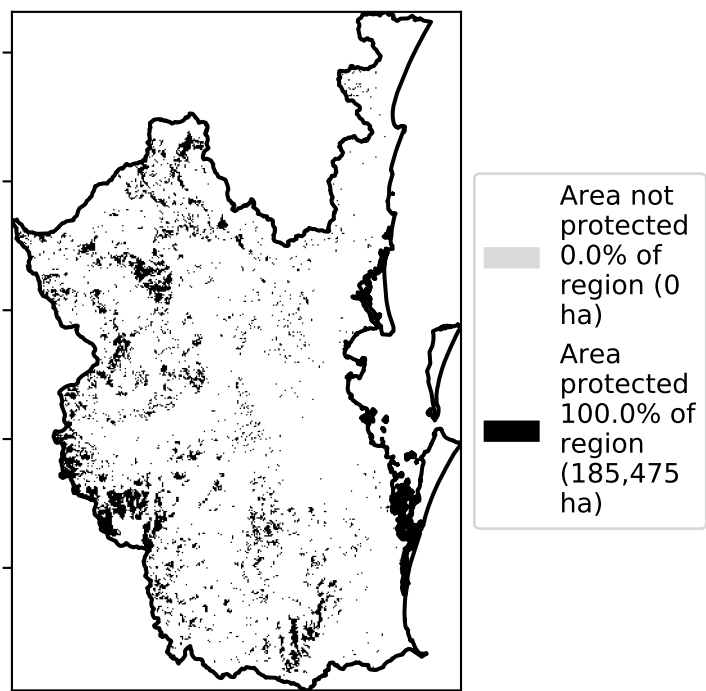 Area not
protected
0.0% of
region (0
ha)
Area
protected
100.0% of
region
(185,475
ha)